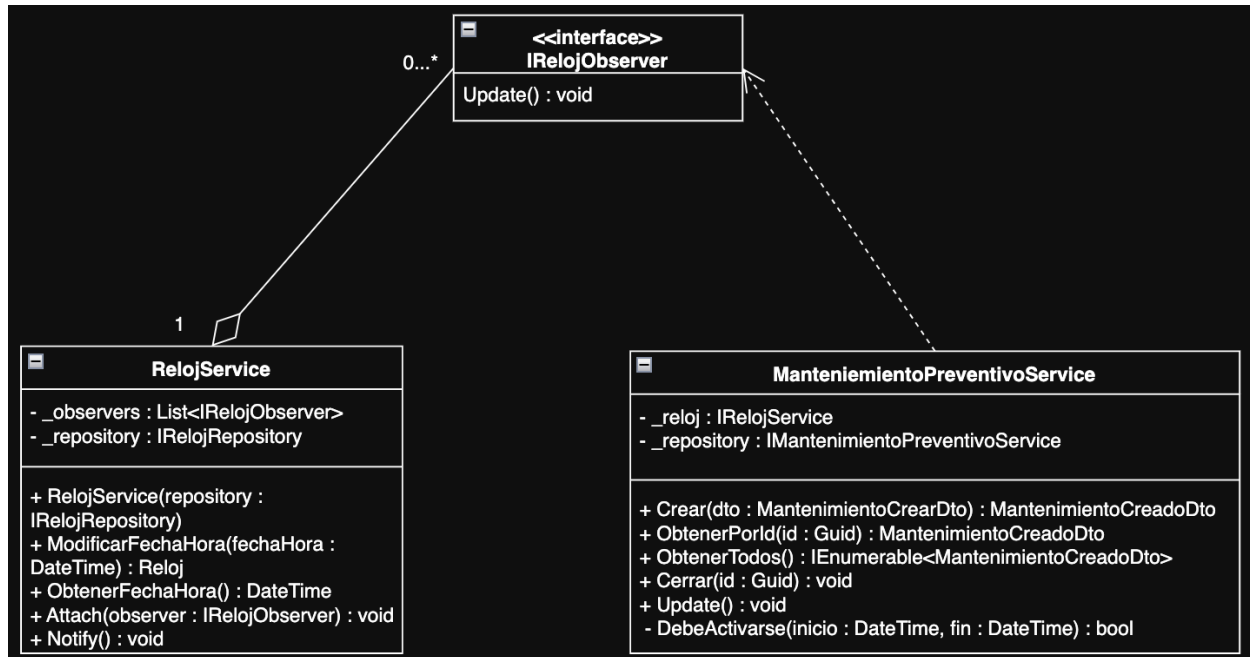 <<interface>>
IRelojObserver
0...*
Update() : void
1
RelojService
- _observers : List<IRelojObserver>
- _repository : IRelojRepository
+ RelojService(repository :
IRelojRepository)
+ ModificarFechaHora(fechaHora :
DateTime) : Reloj
+ ObtenerFechaHora() : DateTime
+ Attach(observer : IRelojObserver) : void
+ Notify() : void
ManteniemientoPreventivoService
- _reloj : IRelojService
- _repository : IMantenimientoPreventivoService
+ Crear(dto : MantenimientoCrearDto) : MantenimientoCreadoDto
+ ObtenerPorId(id : Guid) : MantenimientoCreadoDto
+ ObtenerTodos() : IEnumerable<MantenimientoCreadoDto>
+ Cerrar(id : Guid) : void
+ Update() : void
- DebeActivarse(inicio : DateTime, fin : DateTime) : bool